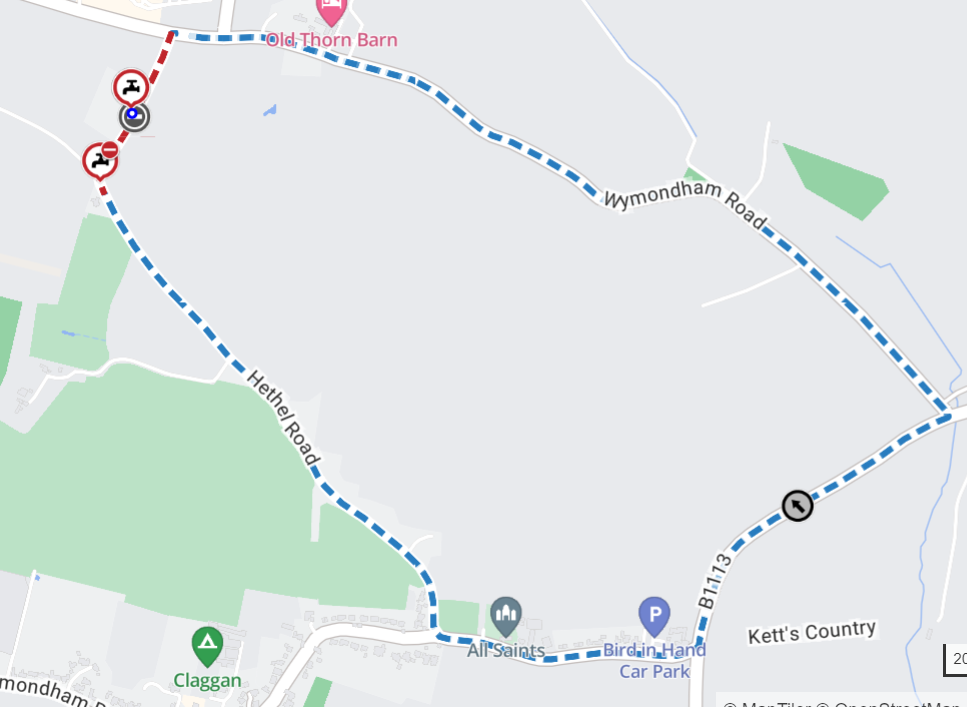 Old Thorn Barn
Wymondham Road
Hethel Road
B1113
Kett's Country
P
All Saints
Bird in Hand
Car Park
Claggan
20
© MapTiler © OpenStreetMap